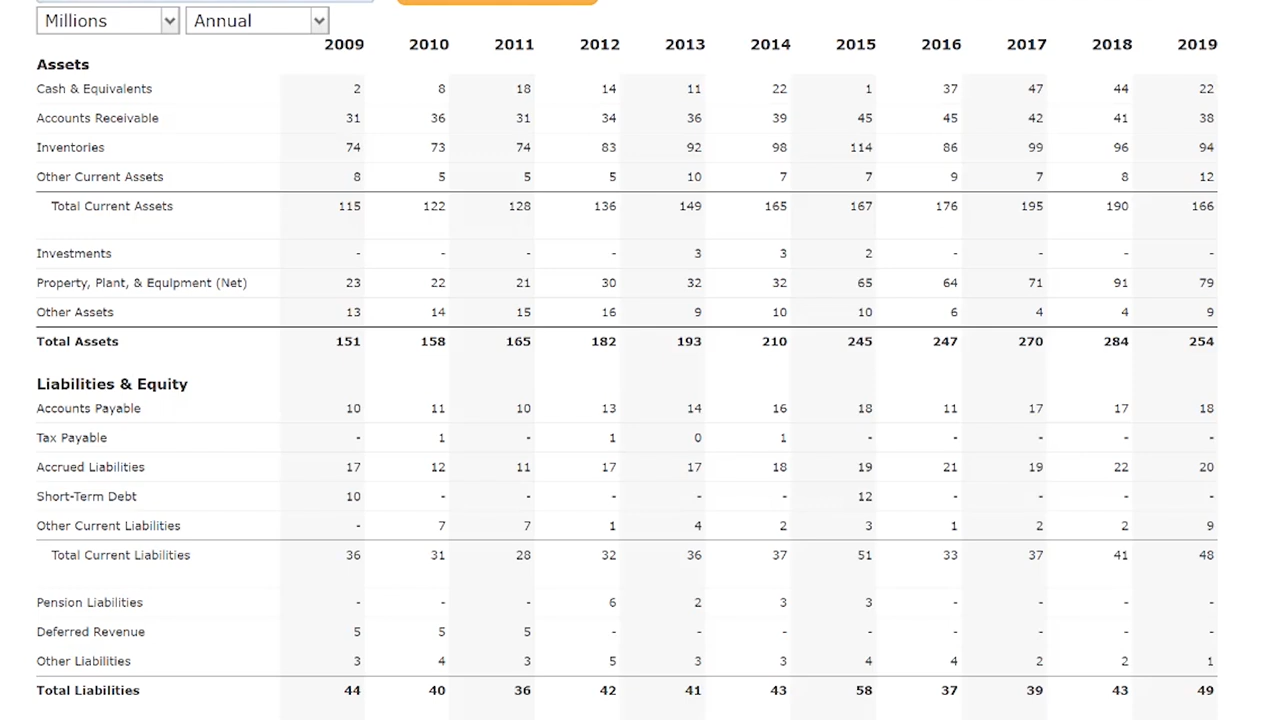 Millions Annual
2009 2010 2011 2012 2013 2014 2015 2016 2017 2018 2019
Assets
Cash & Equivalents 2 8 18 14 11 22 1 37 47 44 22
Accounts Receivable 31 36 31 34 36 39 45 45 42 41 38
Inventories 74 73 74 83 92 98 114 86 99 96 94
Other Current Assets 8 5 5 5 10 7 7 9 7 8 12
Total Current Assets 115 122 128 136 149 165 167 176 195 190 166
Investments - - - - 3 3 2 - - - -
Property, Plant, & Equipment (Net) 23 22 21 30 32 32 65 64 71 91 79
Other Assets 13 14 15 16 9 10 10 6 4 4 9
Total Assets 151 158 165 182 193 210 245 247 270 284 254
Liabilities & Equity
Accounts Payable 10 11 10 13 14 16 18 11 17 17 18
Tax Payable - 1 - 1 0 1 - - - - -
Accrued Liabilities 17 12 11 17 17 18 19 21 19 22 20
Short-Term Debt 10 - - - - - 12 - - - -
Other Current Liabilities - 7 7 1 4 2 3 1 2 2 9
Total Current Liabilities 36 31 28 32 36 37 51 33 37 41 48
Pension Liabilities - - - 6 2 3 3 - - - -
Deferred Revenue 5 5 5 - - - - - - - -
Other Liabilities 3 4 3 5 3 3 4 4 2 2 1
Total Liabilities 44 40 36 42 41 43 58 37 39 43 49